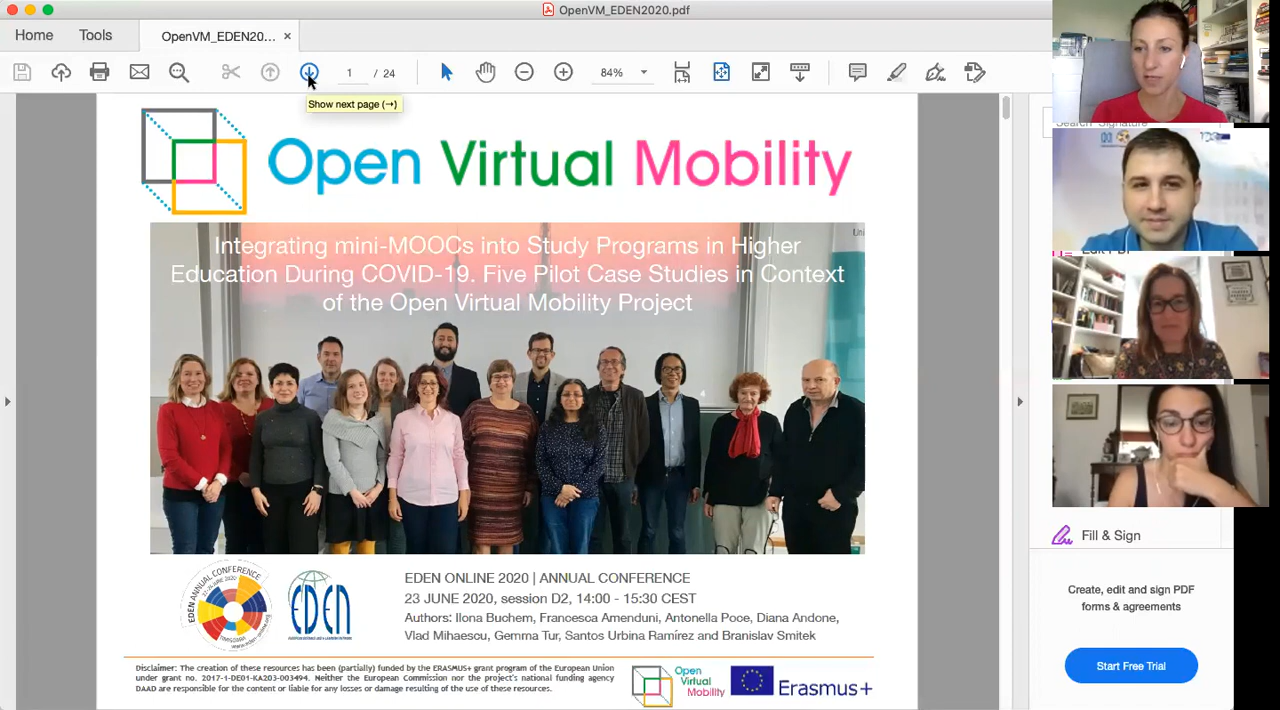 OpenVM_EDEN2020.pdf
Home
Tools
OpenVM_EDEN20... ×
1 / 24
84%
Show next page (→)
Search 'Signature'
Open Virtual Mobility
Integrating mini-MOOCs into Study Programs in Higher
Education During COVID-19. Five Pilot Case Studies in Context
of the Open Virtual Mobility Project
Edit PDF
EDEN ANNUAL CONFERENCE
EDEN
EDEN ONLINE 2020 | ANNUAL CONFERENCE
23 JUNE 2020, session D2, 14:00 - 15:30 CEST
Authors: Ilona Buchem, Francesca Amenduni, Antonella Poce, Diana Andone,
Vlad Mihaescu, Gemma Tur, Santos Urbina Ramírez and Branislav Smitek
Disclaimer: The creation of these resources has been (partially) funded by the ERASMUS+ grant program of the European Union
under grant no. 2017-1-DE01-KA203-003494. Neither the European Commission nor the project's national funding agency
DAAD are responsible for the content or liable for any losses or damage resulting of the use of these resources.
Open
Virtual
Mobility
Erasmus+
Fill & Sign
Create, edit and sign PDF
forms & agreements
Start Free Trial